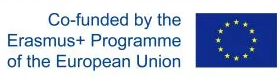 Co-funded by the
Erasmus+ Programme
of the European Union